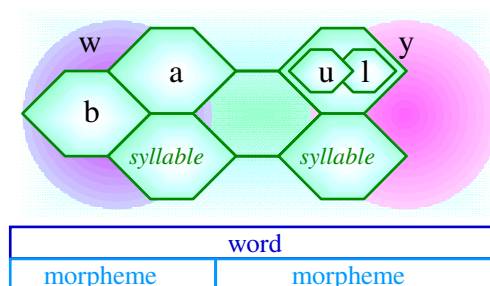 w y
a u l
b
syllable syllable
word
morpheme morpheme